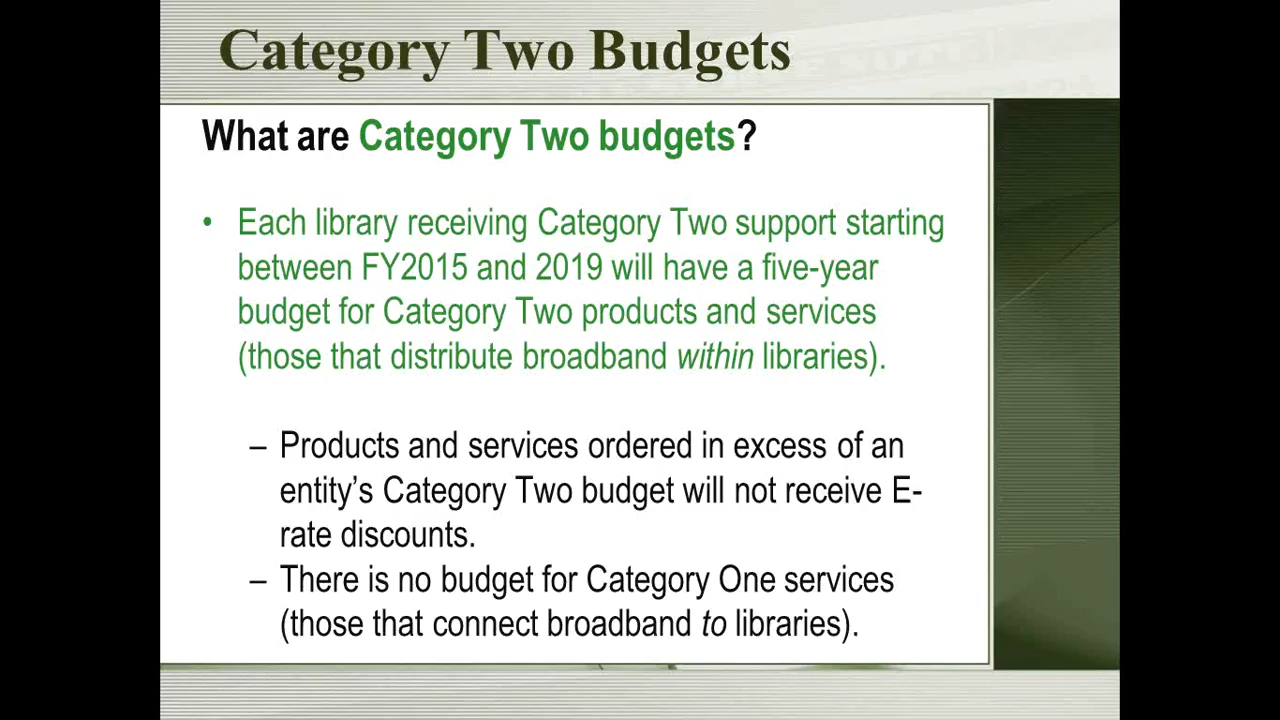 Category Two Budgets
What are Category Two budgets?
• Each library receiving Category Two support starting
between FY2015 and 2019 will have a five-year
budget for Category Two products and services
(those that distribute broadband within libraries).
– Products and services ordered in excess of an
entity’s Category Two budget will not receive E-
rate discounts.
– There is no budget for Category One services
(those that connect broadband to libraries).